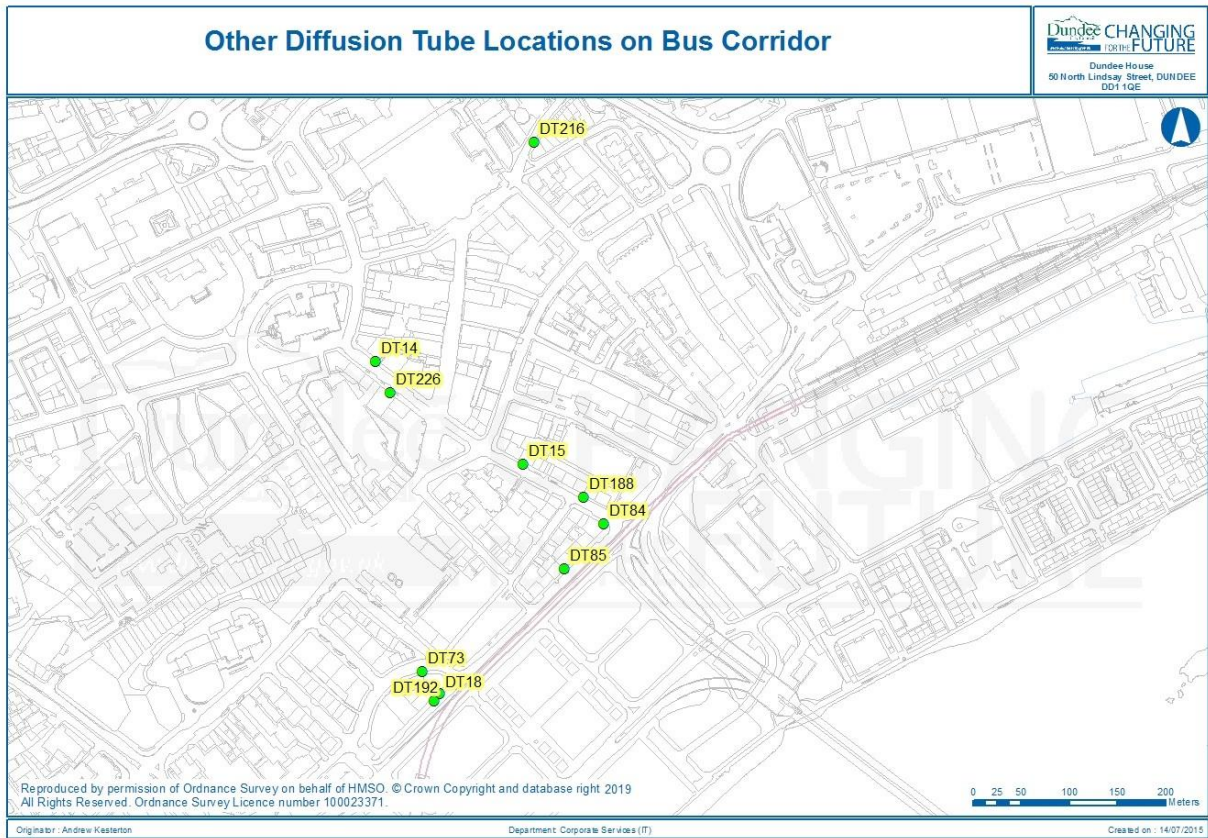 Other Diffusion Tube Locations on Bus Corridor
Dundee CHANGING
FOR THE FUTURE
Dundee House
50 North Lindsay Street, DUNDEE
DD1 1QE
DT216
DT14
DT226
DT15
DT188
DT84
DT85
DT73
DT18
DT192
Reproduced by permission of Ordnance Survey on behalf of HMSO. © Crown Copyright and database right 2019
All Rights Reserved. Ordnance Survey Licence number 100023371.
0 25 50 100 150 200
Meters
Originator : Andrew Kesterton
Department: Corporate Services (IT)
Created on : 14/07/2015